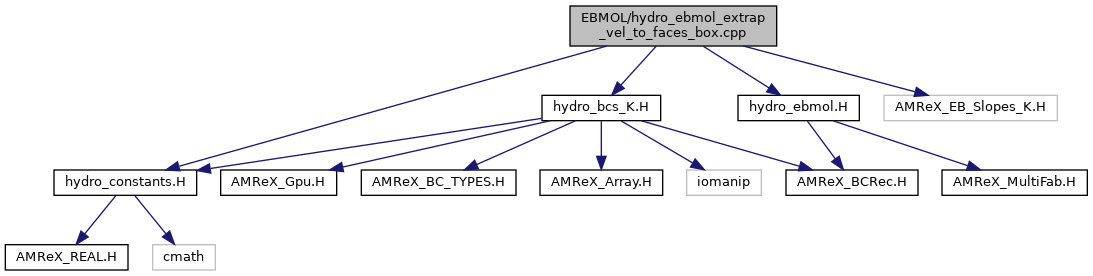 EBMOL/hydro_ebmol_extrap
_vel_to_faces_box.cpp
hydro_bcs_K.H
hydro_ebmol.H
AMReX_EB_Slopes_K.H
hydro_constants.H
AMReX_Gpu.H
AMReX_BC_TYPES.H
AMReX_Array.H
iomanip
AMReX_BCRec.H
AMReX_MultiFab.H
AMReX_REAL.H
cmath